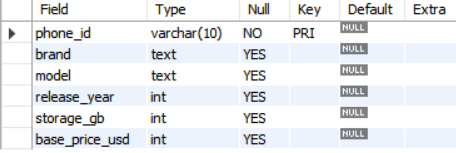 Field Type Null Key Default Extra
phone_id varchar(10) NO PRI NULL
brand text YES NULL
model text YES NULL
release_year int YES NULL
storage_gb int YES NULL
base_price_usd int YES NULL